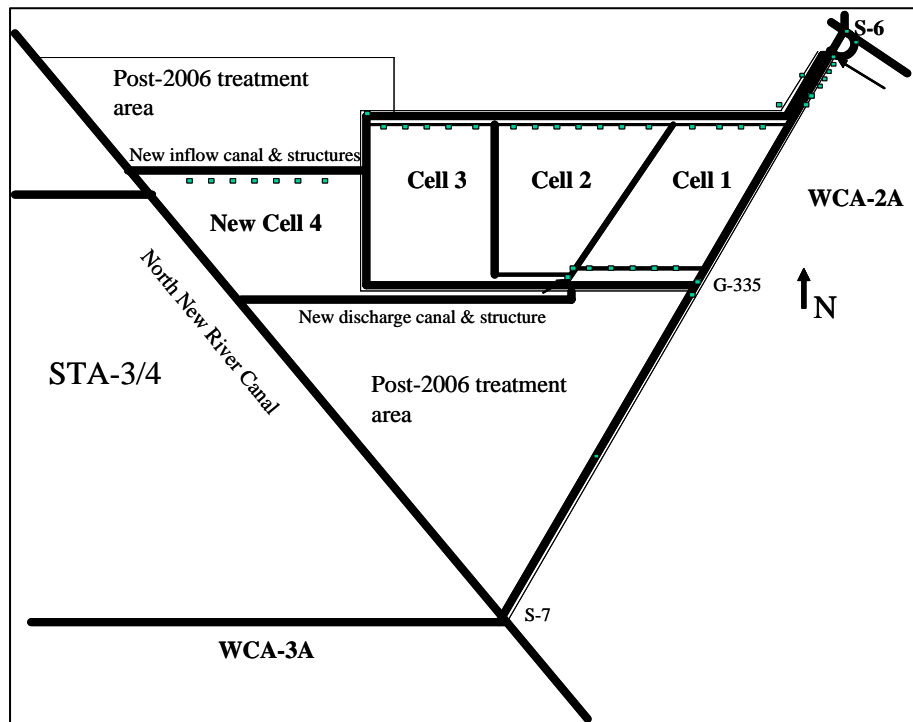 S-6
Post-2006 treatment
area
New inflow canal & structures
Cell 3
Cell 2
Cell 1
WCA-2A
New Cell 4
North New River Canal
G-335
N
New discharge canal & structure
STA-3/4
Post-2006 treatment
area
S-7
WCA-3A